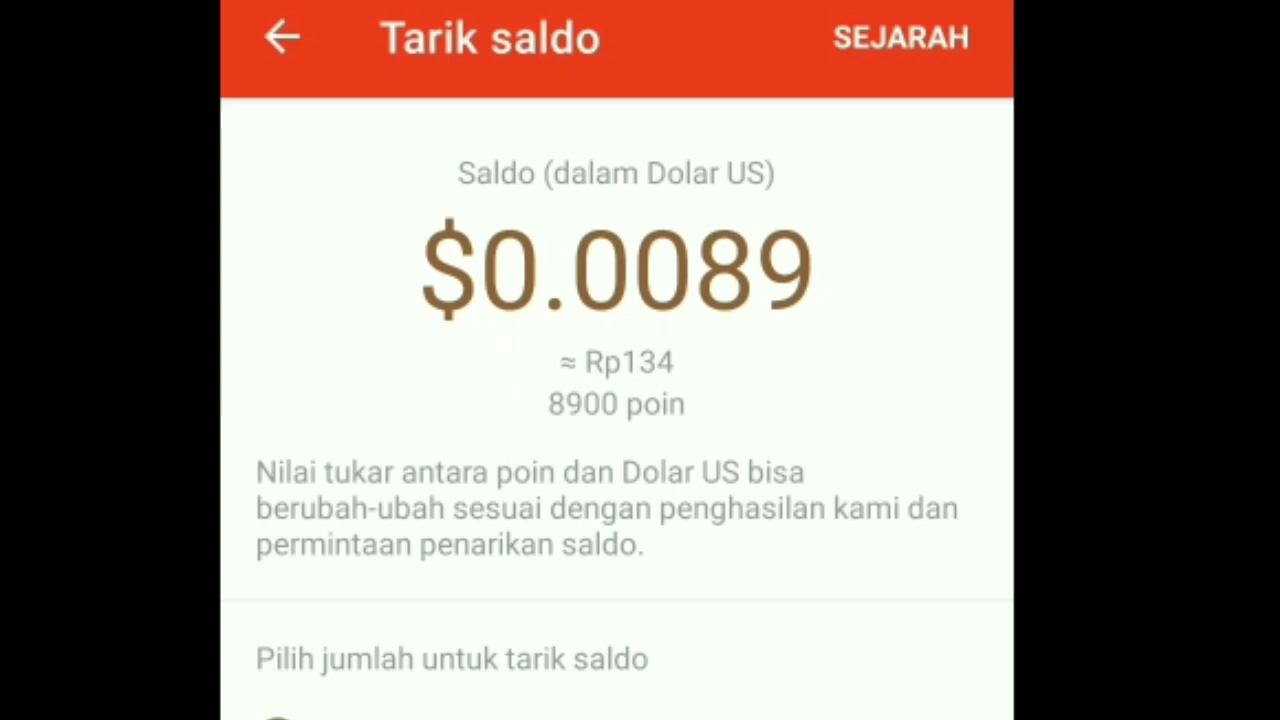 Tarik saldo
SEJARAH
Saldo (dalam Dolar US)
$0.0089
≈ Rp134
8900 poin
Nilai tukar antara poin dan Dolar US bisa
berubah-ubah sesuai dengan penghasilan kami dan
permintaan penarikan saldo.
Pilih jumlah untuk tarik saldo